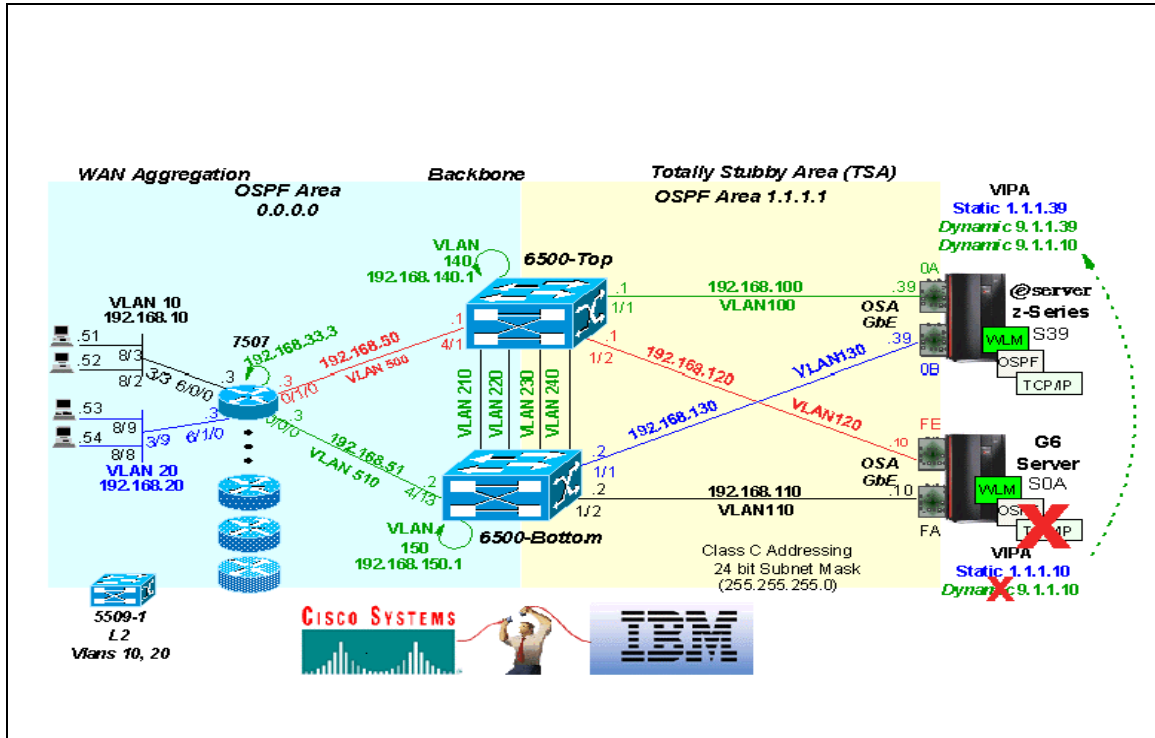 WAN Aggregation
OSPF Area
0.0.0.0
Backbone
Totally Stubby Area (TSA)
OSPF Area 1.1.1.1
VIPA
Static 1.1.1.39
Dynamic 9.1.1.39
Dynamic 9.1.1.10
VLAN
140
192.168.140.1
6500-Top
.1
4/1
.1
1/1
.1
1/2
192.168.100
VLAN100
0A
.39
OSA
GbE
.39
0B
@server
z-Series
S39
WLM
OSPF
TCP/IP
VLAN 10
192.168.10
.51
.52
8/3
8/2
3/3
6/0/0
.3
7507
192.168.33.3
192.168.50
VLAN 500
.3
0/1/0
.53
.54
8/9
8/8
3/9
6/1/0
.3
VLAN 20
192.168.20
0/0/0
.3
192.168.51
VLAN 510
.2
4/13
VLAN 210
VLAN 220
VLAN 230
VLAN 240
VLAN130
192.168.130
192.168.120
VLAN120
.2
1/1
.2
1/2
192.168.110
VLAN110
FE
.10
OSA
GbE
.10
FA
G6
Server
S0A
WLM
OSPF
TCP/IP
VIPA
Static 1.1.1.10
Dynamic 9.1.1.10
VLAN
150
192.168.150.1
6500-Bottom
Class C Addressing
24 bit Subnet Mask
(255.255.255.0)
5509-1
L2
Vlans 10, 20
CISCO SYSTEMS
IBM